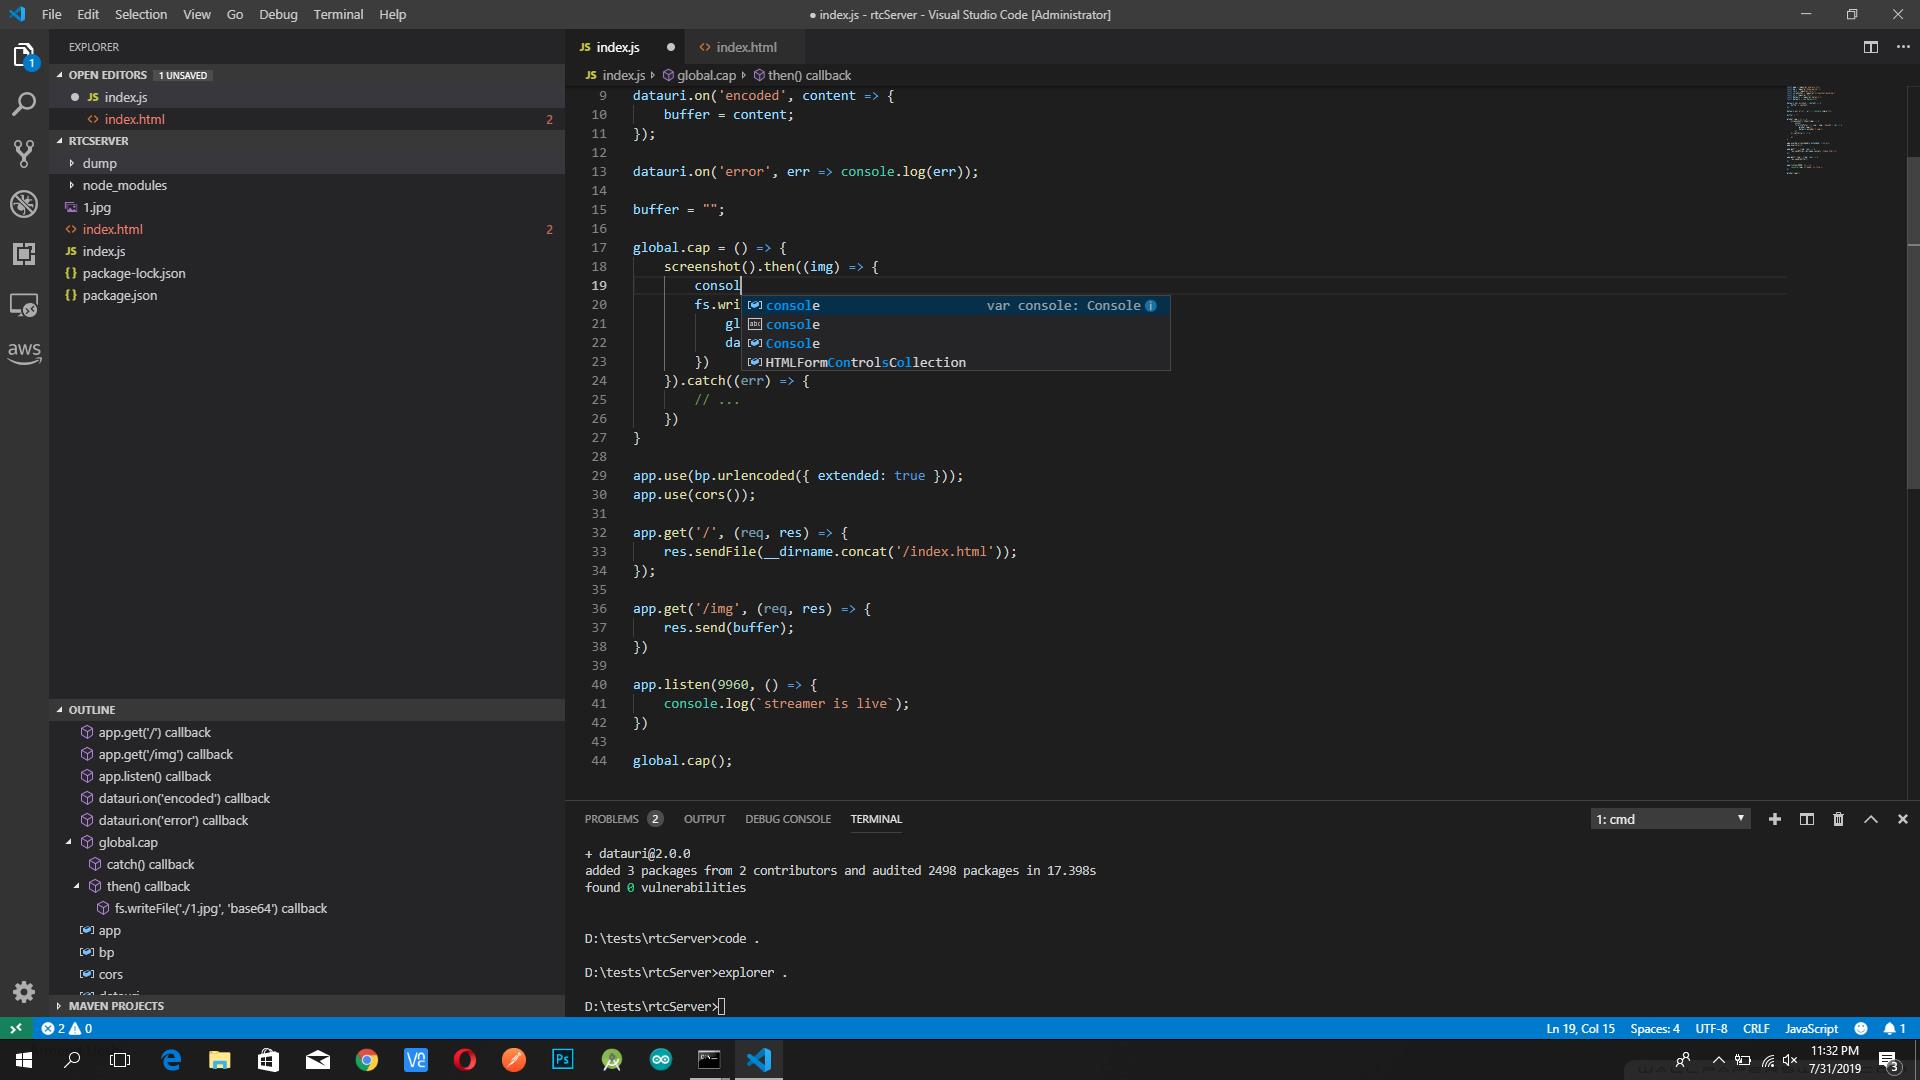 File Edit Selection View Go Debug Terminal Help
● index.js - rtcServer - Visual Studio Code [Administrator]
EXPLORER
1
OPEN EDITORS 1 UNSAVED
JS index.js
<> index.html 2
RTCSERVER
dump
node_modules
1.jpg
<> index.html 2
JS index.js
{} package-lock.json
{} package.json
aws
OUTLINE
app.get('/') callback
app.get('/img') callback
app.listen() callback
datauri.on('encoded') callback
datauri.on('error') callback
global.cap
catch() callback
then() callback
fs.writeFile('./1.jpg', 'base64') callback
app
bp
cors
MAVEN PROJECTS
JS index.js ● <> index.html
JS index.js global.cap then() callback
9 datauri.on('encoded', content => {
10 buffer = content;
11 });
12
13 datauri.on('error', err => console.log(err));
14
15 buffer = "";
16
17 global.cap = () => {
18 screenshot().then((img) => {
19 consol
20 fs.wri
21 gl
22 da
23 })
24 }).catch((err) => {
25 // ...
26 })
27 }
28
29 app.use(bp.urlencoded({ extended: true }));
30 app.use(cors());
31
32 app.get('/', (req, res) => {
33 res.sendFile(__dirname.concat('/index.html'));
34 });
35
36 app.get('/img', (req, res) => {
37 res.send(buffer);
38 })
39
40 app.listen(9960, () => {
41 console.log(`streamer is live`);
42 })
43
44 global.cap();
console var console: Console
abc console
Console
HTMLFormControlsCollection
PROBLEMS 2 OUTPUT DEBUG CONSOLE TERMINAL
1: cmd
+ datauri@2.0.0
added 3 packages from 2 contributors and audited 2498 packages in 17.398s
found 0 vulnerabilities
D:\tests\rtcServer>code .
D:\tests\rtcServer>explorer .
D:\tests\rtcServer>
2 0
Ln 19, Col 15 Spaces: 4 UTF-8 CRLF JavaScript 1
V2
Ps
11:32 PM
7/31/2019
3